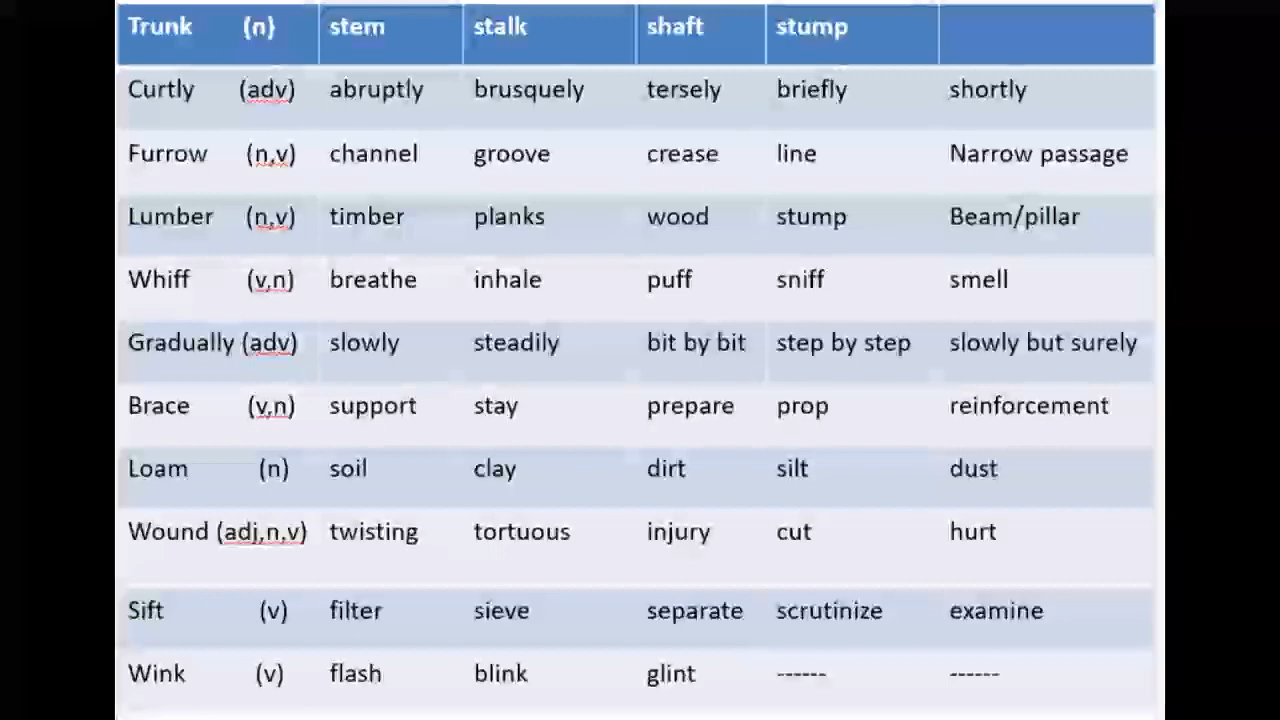 Trunk (n) stem stalk shaft stump
Curtly (adv) abruptly brusquely tersely briefly shortly
Furrow (n,v) channel groove crease line Narrow passage
Lumber (n,v) timber planks wood stump Beam/pillar
Whiff (v,n) breathe inhale puff sniff smell
Gradually (adv) slowly steadily bit by bit step by step slowly but surely
Brace (v,n) support stay prepare prop reinforcement
Loam (n) soil clay dirt silt dust
Wound (adj,n,v) twisting tortuous injury cut hurt
Sift (v) filter sieve separate scrutinize examine
Wink (v) flash blink glint ------ ------